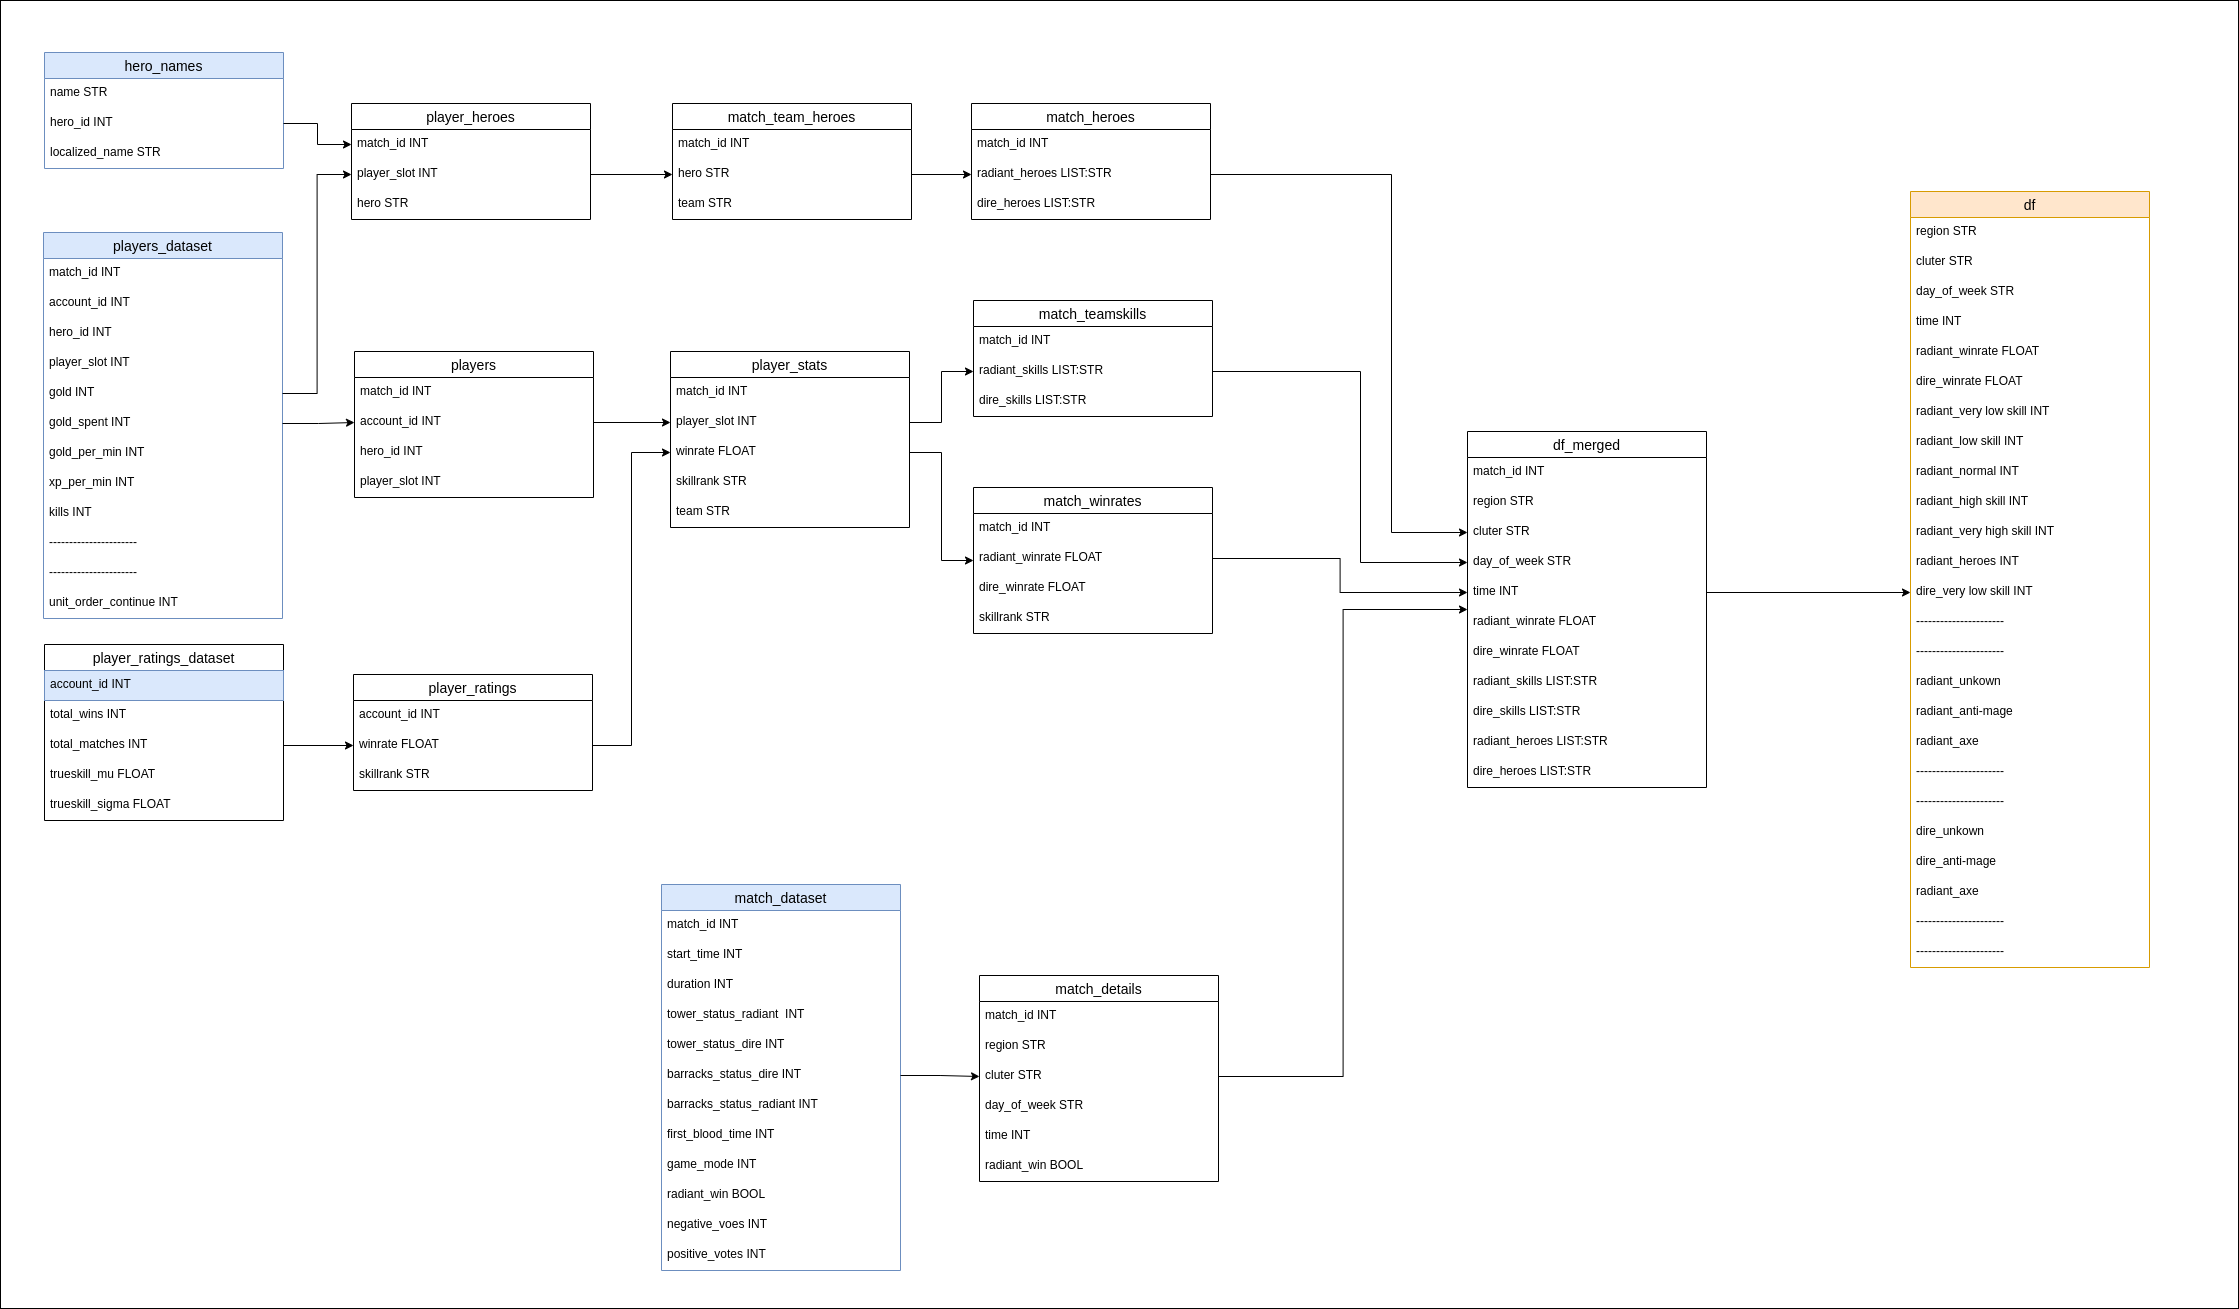 hero_names
name STR
hero_id INT
localized_name STR
players_dataset
match_id INT
account_id INT
hero_id INT
player_slot INT
gold INT
gold_spent INT
gold_per_min INT
xp_per_min INT
kills INT
----------------------
----------------------
unit_order_continue INT
player_ratings_dataset
account_id INT
total_wins INT
total_matches INT
trueskill_mu FLOAT
trueskill_sigma FLOAT
player_heroes
match_id INT
player_slot INT
hero STR
players
match_id INT
account_id INT
hero_id INT
player_slot INT
player_ratings
account_id INT
winrate FLOAT
skillrank STR
match_team_heroes
match_id INT
hero STR
team STR
player_stats
match_id INT
player_slot INT
winrate FLOAT
skillrank STR
team STR
match_dataset
match_id INT
start_time INT
duration INT
tower_status_radiant  INT
tower_status_dire INT
barracks_status_dire INT
barracks_status_radiant INT
first_blood_time INT
game_mode INT
radiant_win BOOL
negative_voes INT
positive_votes INT
match_heroes
match_id INT
radiant_heroes LIST:STR
dire_heroes LIST:STR
match_teamskills
match_id INT
radiant_skills LIST:STR
dire_skills LIST:STR
match_winrates
match_id INT
radiant_winrate FLOAT
dire_winrate FLOAT
skillrank STR
match_details
match_id INT
region STR
cluter STR
day_of_week STR
time INT
radiant_win BOOL
df_merged
match_id INT
region STR
cluter STR
day_of_week STR
time INT
radiant_winrate FLOAT
dire_winrate FLOAT
radiant_skills LIST:STR
dire_skills LIST:STR
radiant_heroes LIST:STR
dire_heroes LIST:STR
df
region STR
cluter STR
day_of_week STR
time INT
radiant_winrate FLOAT
dire_winrate FLOAT
radiant_very low skill INT
radiant_low skill INT
radiant_normal INT
radiant_high skill INT
radiant_very high skill INT
radiant_heroes INT
dire_very low skill INT
----------------------
----------------------
radiant_unkown
radiant_anti-mage
radiant_axe
----------------------
----------------------
dire_unkown
dire_anti-mage
radiant_axe
----------------------
----------------------